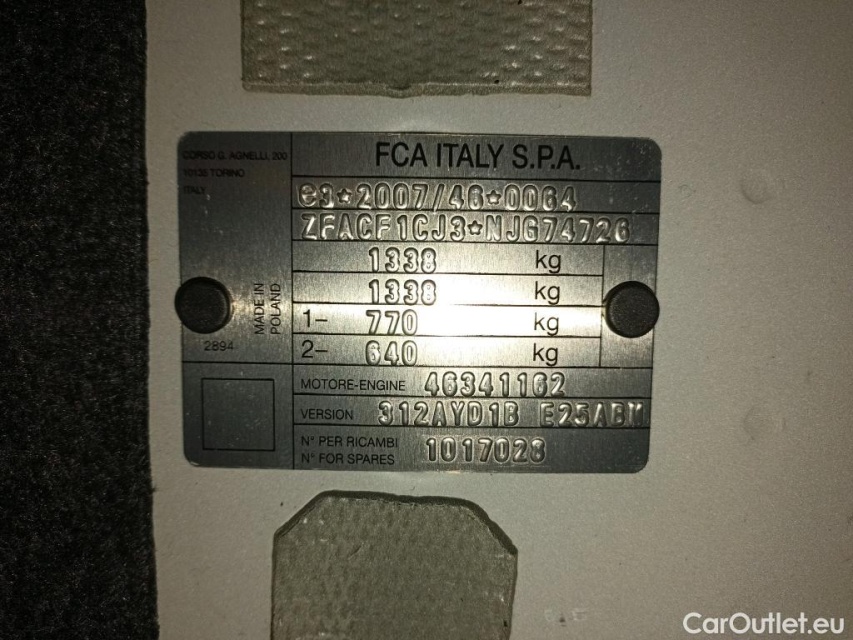 CORSO G. AGNELLI, 200
10135 TORINO
ITALY
FCA ITALY S.P.A.
e3*2007/46*0064
ZFACF1CJ3*NJG74726
1338 kg
1338 kg
1- 770 kg
2- 640 kg
MADE IN
POLAND
2894
MOTORE-ENGINE 46341162
VERSION 312AYD1B E25ABM
N° PER RICAMBI
N° FOR SPARES 1017028
CarOutlet.eu